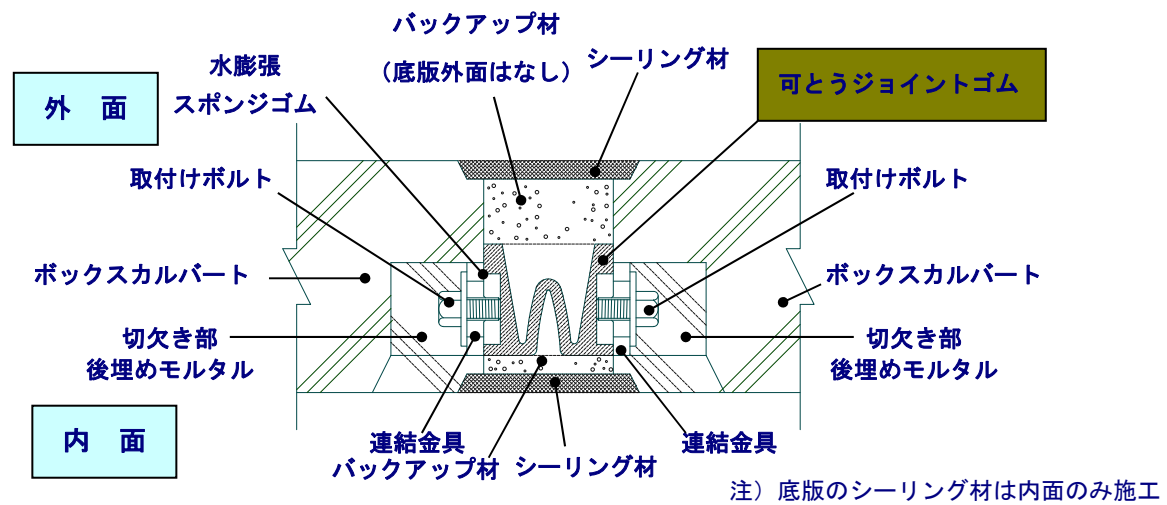 バックアップ材
（底版外面はなし）
シーリング材
水膨張
スポンジゴム
可とうジョイントゴム
外　面
取付けボルト
取付けボルト
ボックスカルバート
ボックスカルバート
切欠き部
後埋めモルタル
切欠き部
後埋めモルタル
内　面
連結金具
バックアップ材
シーリング材
連結金具
注）底版のシーリング材は内面のみ施工